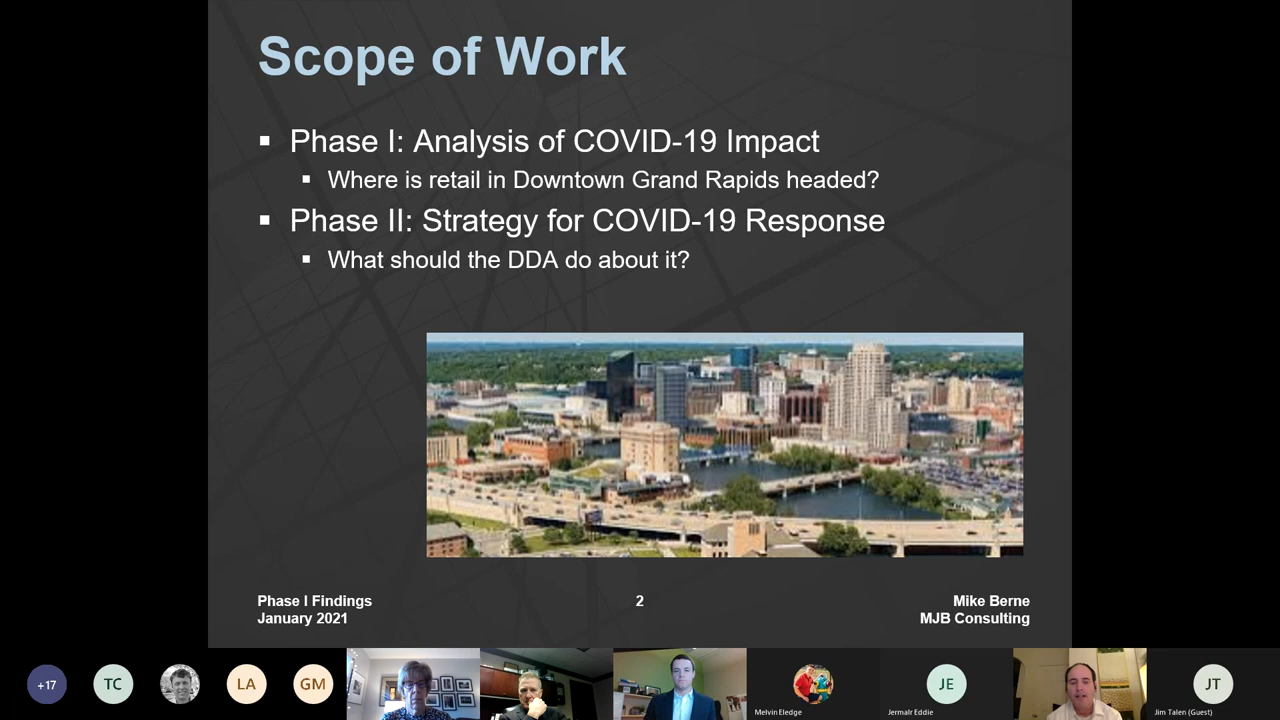 Scope of Work
Phase I: Analysis of COVID-19 Impact
Where is retail in Downtown Grand Rapids headed?
Phase II: Strategy for COVID-19 Response
What should the DDA do about it?
Phase I Findings
January 2021
2
Mike Berne
MJB Consulting
+17
TC
LA
GM
Melvin Eledge
JE
Jermalr Eddie
JT
Jim Talen (Guest)